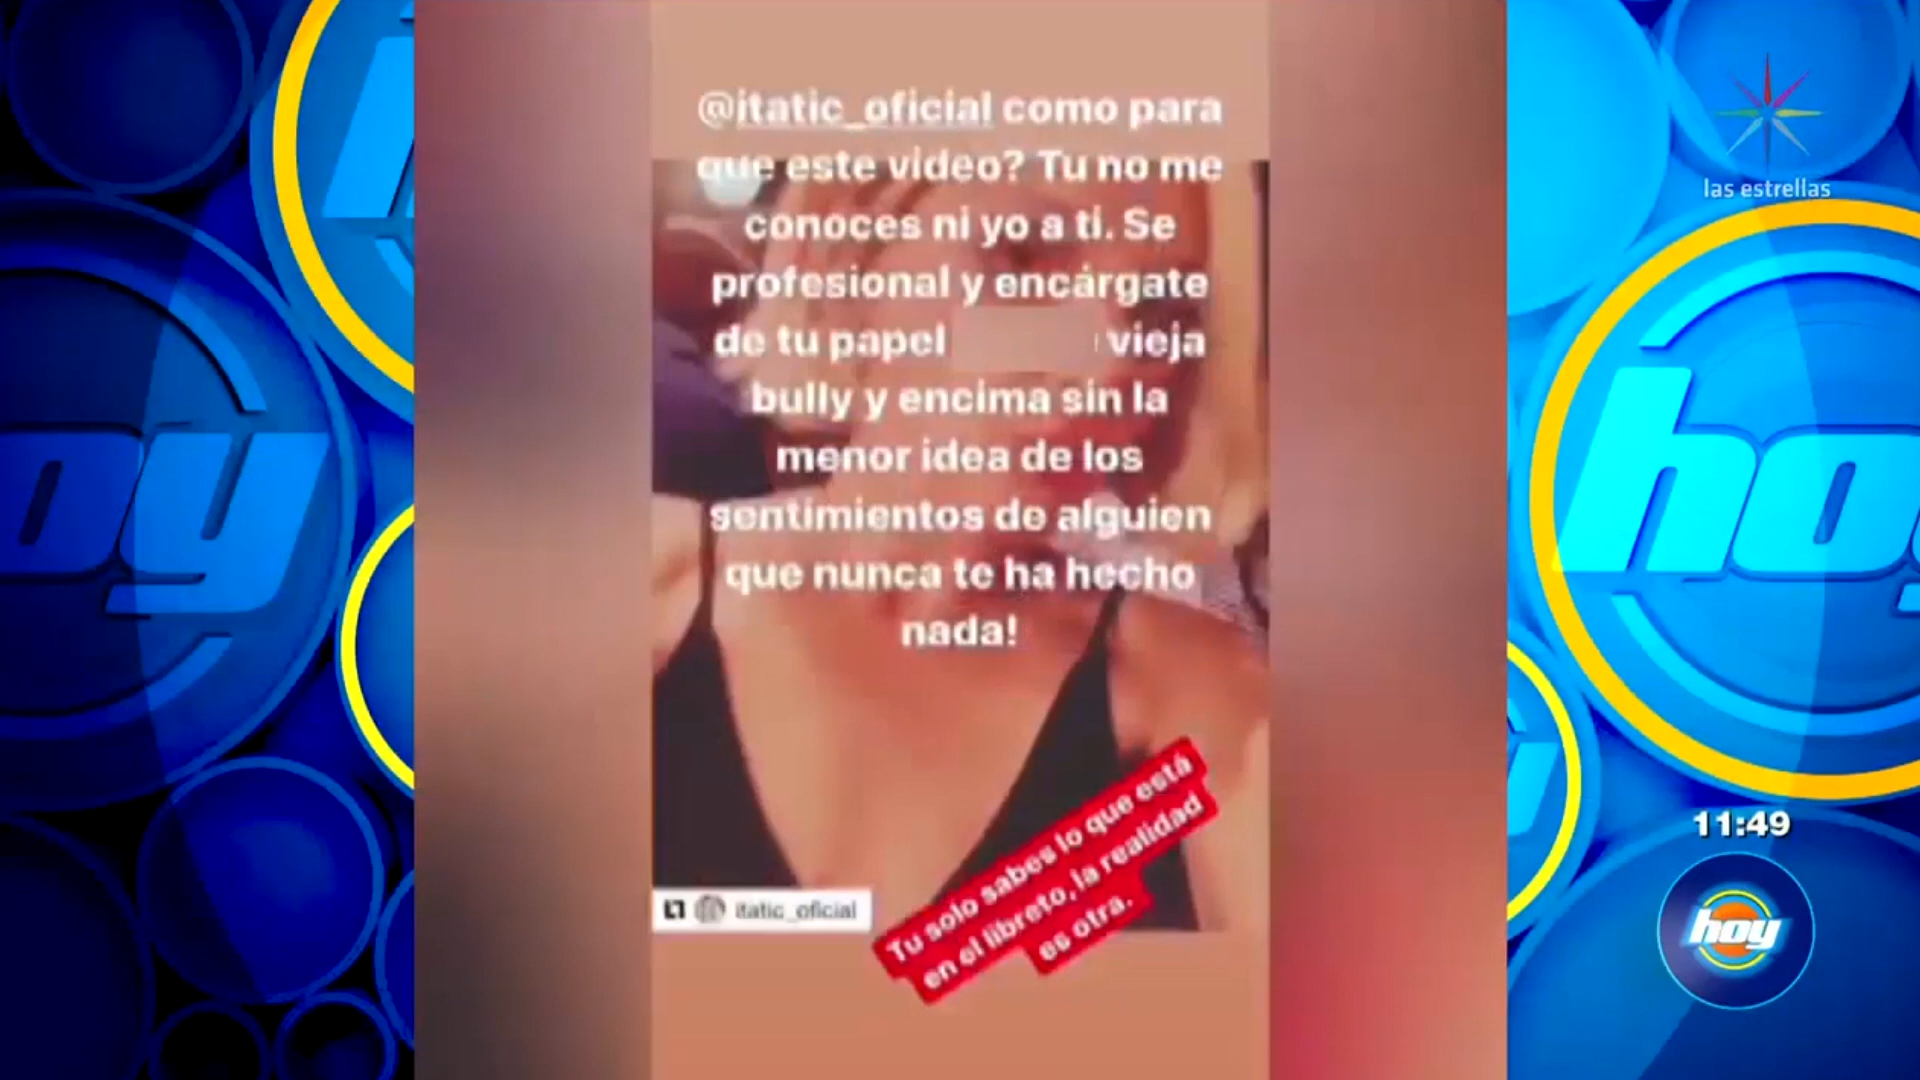 @itatic_oficial como para
que este video? Tu no me
conoces ni yo a ti. Se
profesional y encárgate
de tu papel vieja
bully y encima sin la
menor idea de los
sentimientos de alguien
que nunca te ha hecho
nada!
Tu solo sabes lo que está
en el libreto, la realidad
es otra.
itatic_oficial
las estrellas
11:49
hoy
hoy
oy